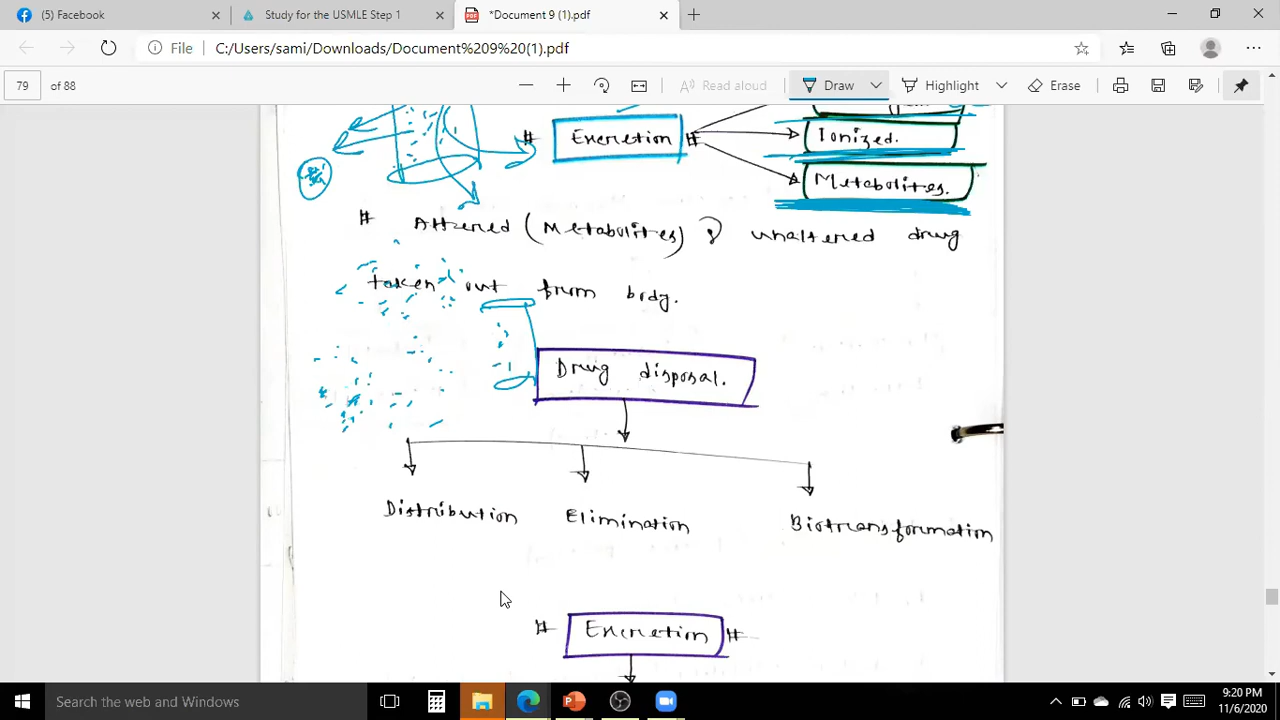 (5) Facebook
Study for the USMLE Step 1
*Document 9 (1).pdf
File C:/Users/sami/Downloads/Document%209%20(1).pdf
79 of 88
Read aloud
Draw
Highlight
Erase
# Excretion #
Ionized.
Metabolites.
# Attered (Metabolites) & unaltered drug
taken out from body.
Drug disposal.
Distribution Elimination Biotransformation
# Excretion #
Search the web and Windows
9:20 PM
11/6/2020